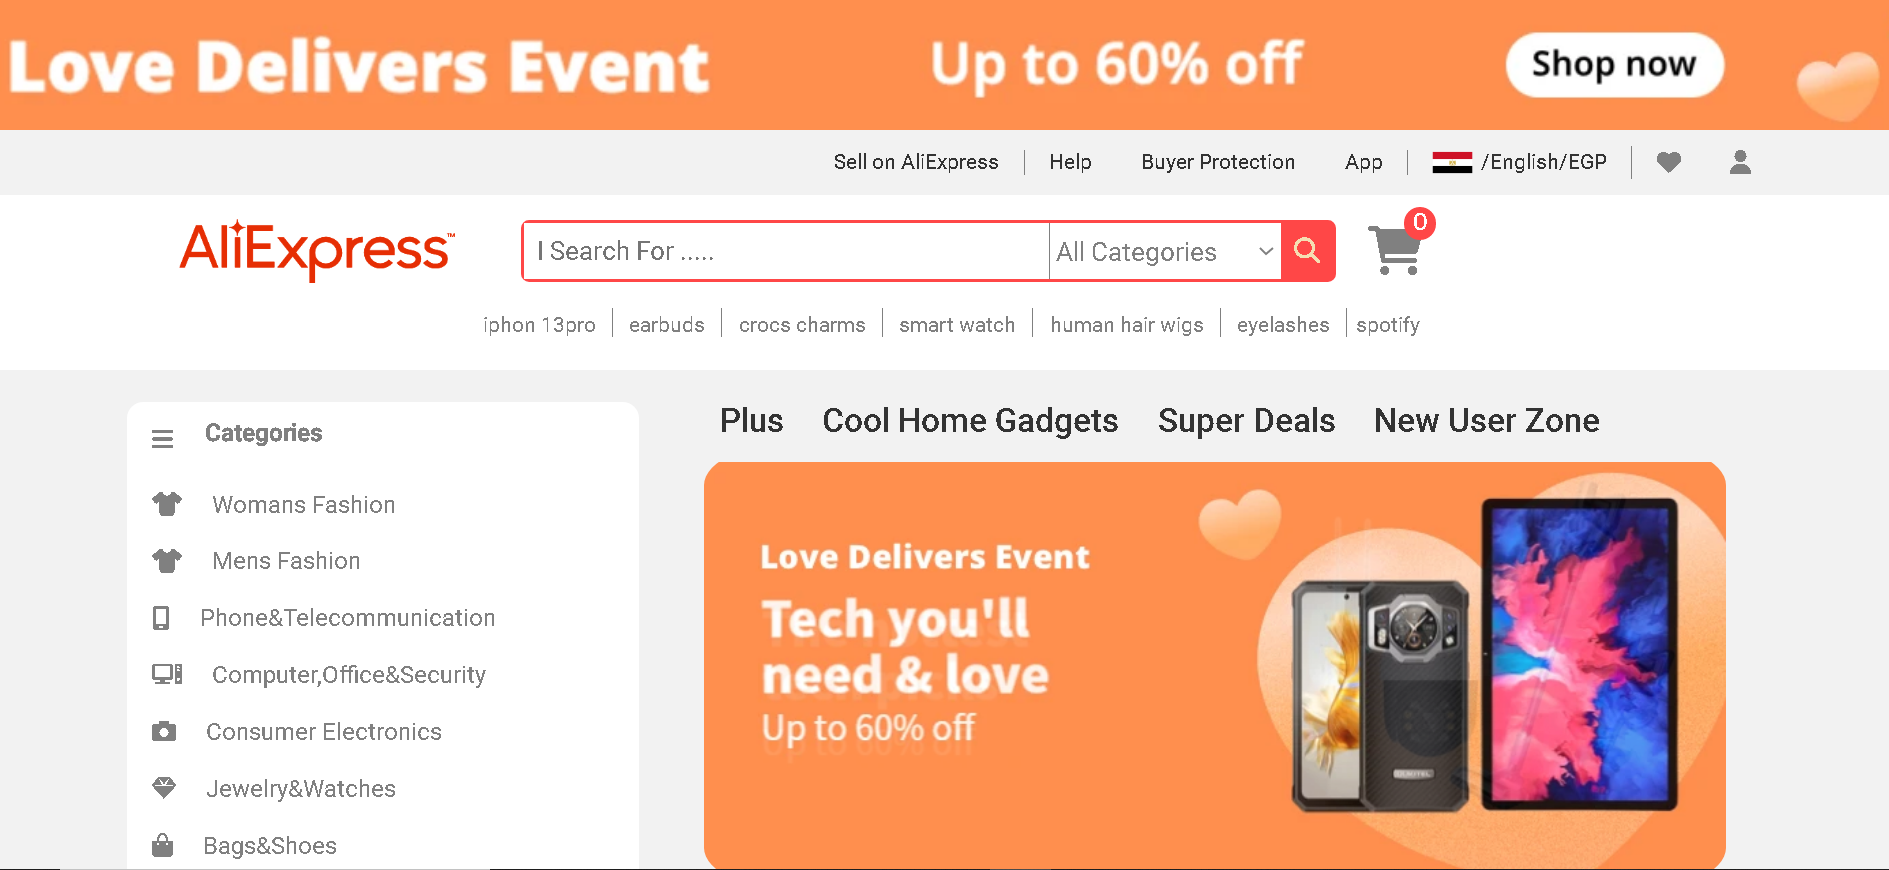 Love Delivers Event Up to 60% off Shop now
Sell on AliExpress Help Buyer Protection App /English/EGP
AliExpress™ I Search For ..... All Categories 0
iphon 13pro earbuds crocs charms smart watch human hair wigs eyelashes spotify
Categories
Womans Fashion
Mens Fashion
Phone&Telecommunication
Computer,Office&Security
Consumer Electronics
Jewelry&Watches
Bags&Shoes
Plus Cool Home Gadgets Super Deals New User Zone
Love Delivers Event
Tech you'll
need & love
Up to 60% off
OUKITEL